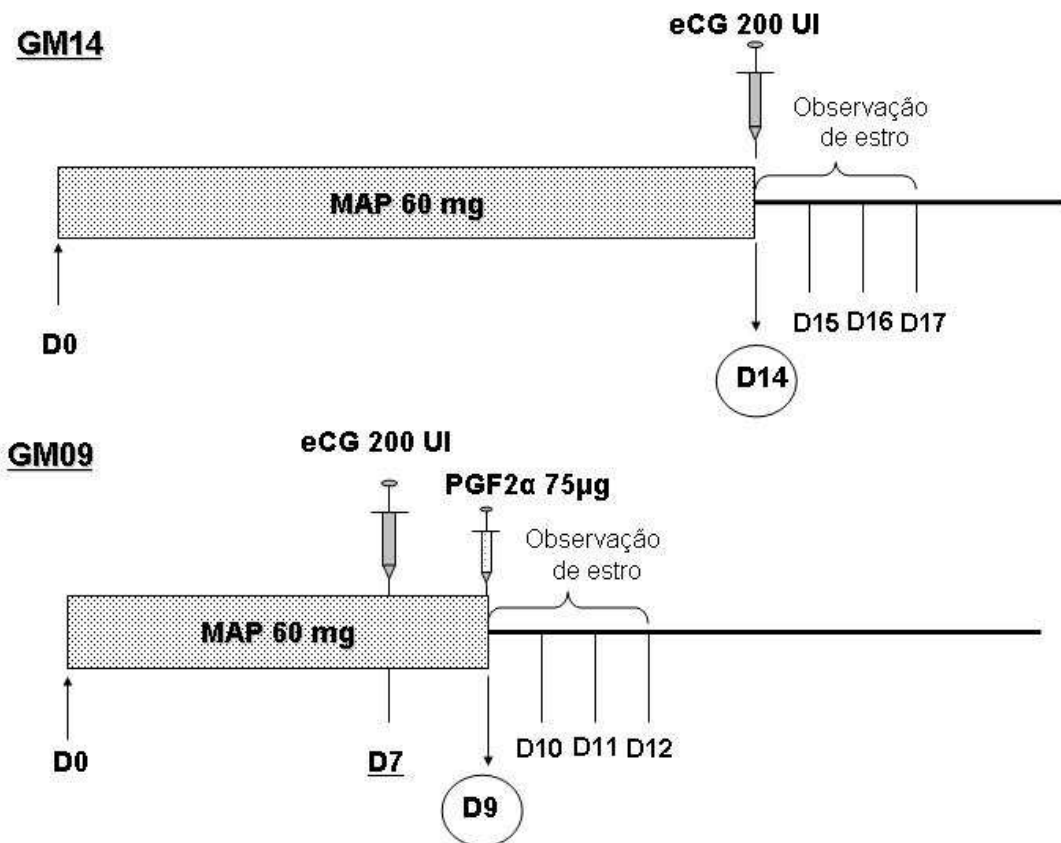 GM14
eCG 200 UI
Observação
de estro
MAP 60 mg
D0
D15 D16 D17
D14
GM09
eCG 200 UI
PGF2α 75µg
Observação
de estro
MAP 60 mg
D0
D7
D10 D11 D12
D9